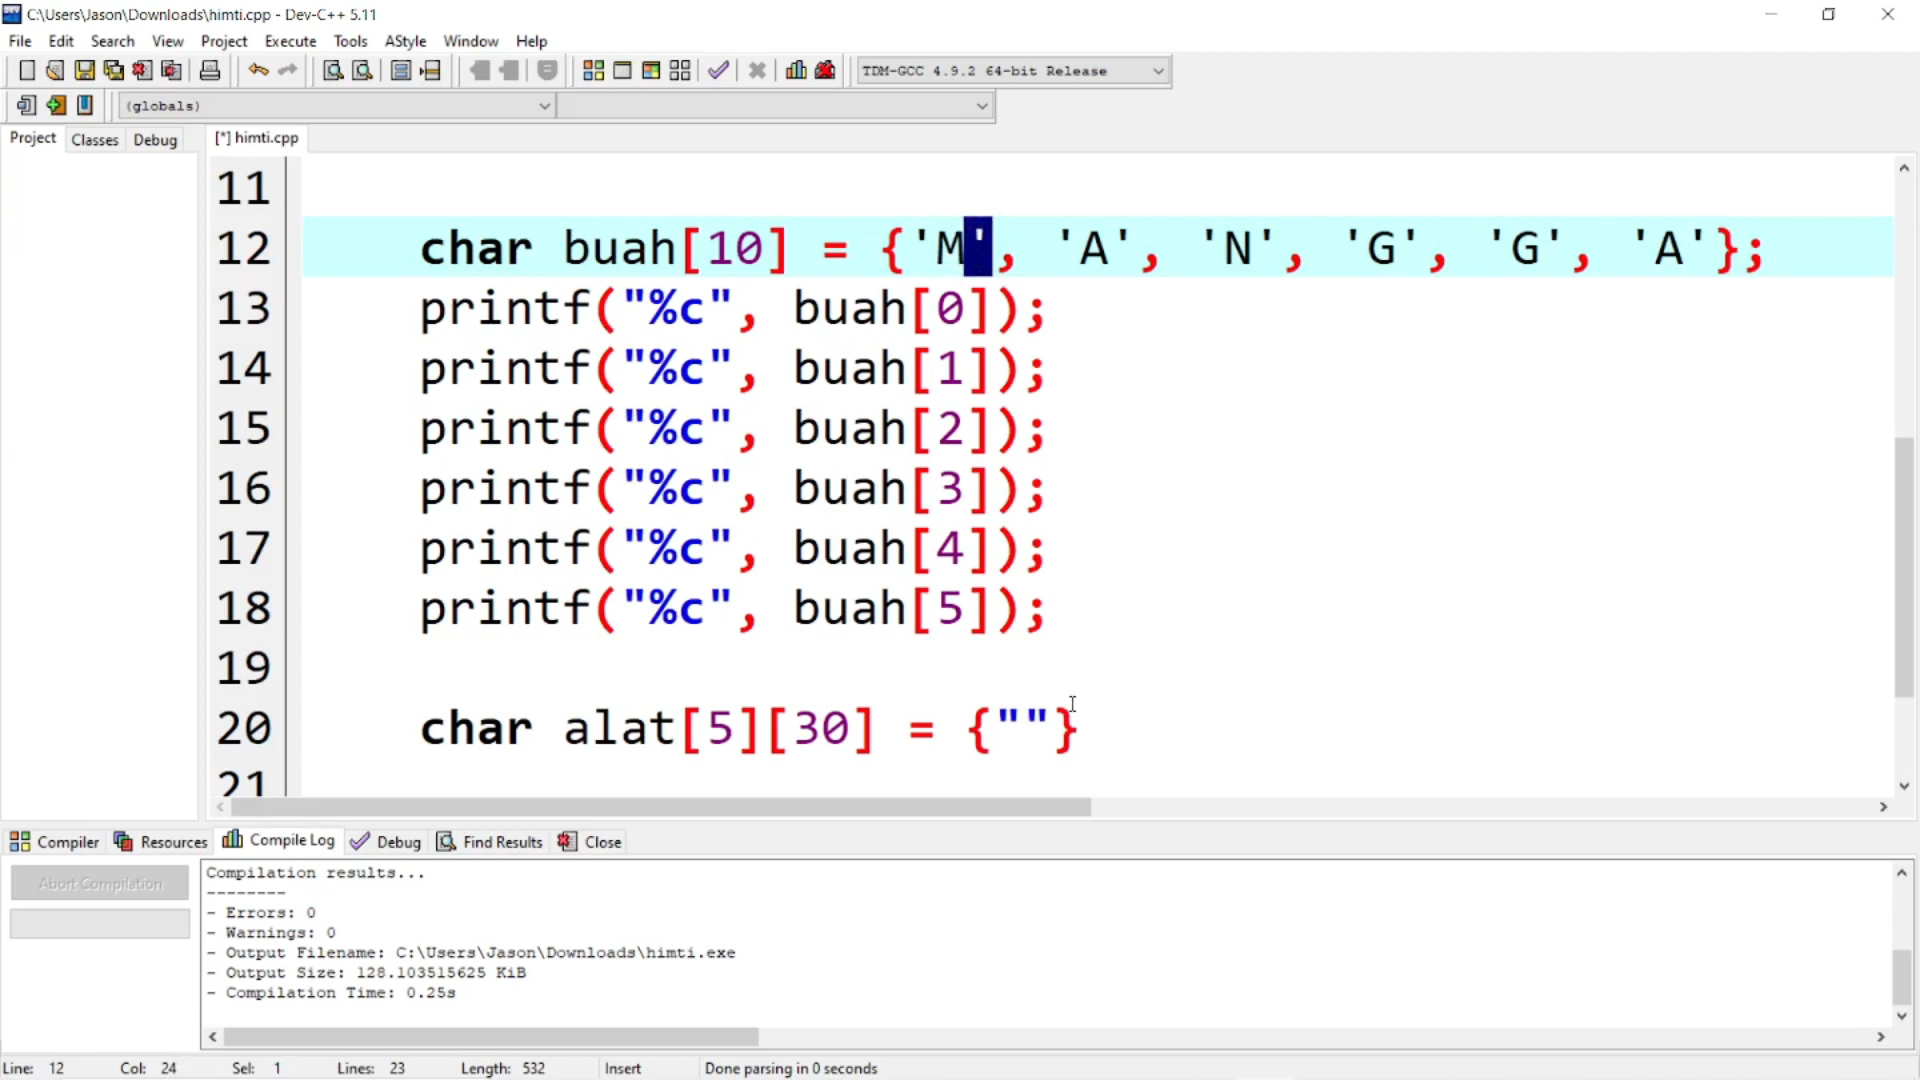 C:\Users\Jason\Downloads\himti.cpp - Dev-C++ 5.11
File Edit Search View Project Execute Tools AStyle Window Help
TDM-GCC 4.9.2 64-bit Release
(globals)
Project Classes Debug [*] himti.cpp
11
12 char buah[10] = {'M', 'A', 'N', 'G', 'G', 'A'};
13 printf("%c", buah[0]);
14 printf("%c", buah[1]);
15 printf("%c", buah[2]);
16 printf("%c", buah[3]);
17 printf("%c", buah[4]);
18 printf("%c", buah[5]);
19
20 char alat[5][30] = {""}
21
Compiler Resources Compile Log Debug Find Results Close
Abort Compilation
Compilation results...
--------
- Errors: 0
- Warnings: 0
- Output Filename: C:\Users\Jason\Downloads\himti.exe
- Output Size: 128.103515625 KiB
- Compilation Time: 0.25s
Line: 12 Col: 24 Sel: 1 Lines: 23 Length: 532 Insert Done parsing in 0 seconds